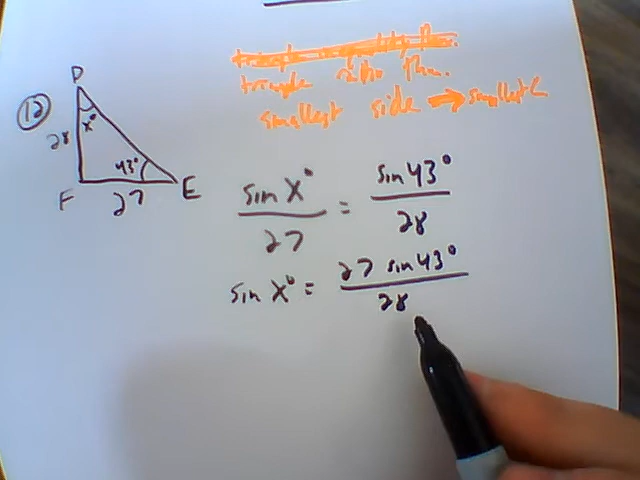 triangle ratio thm.
smallest side → smallest ∠
12
D
x°
28
43°
F 27 E
sin x° / 27 = sin 43° / 28
sin x° = 27 sin 43° / 28